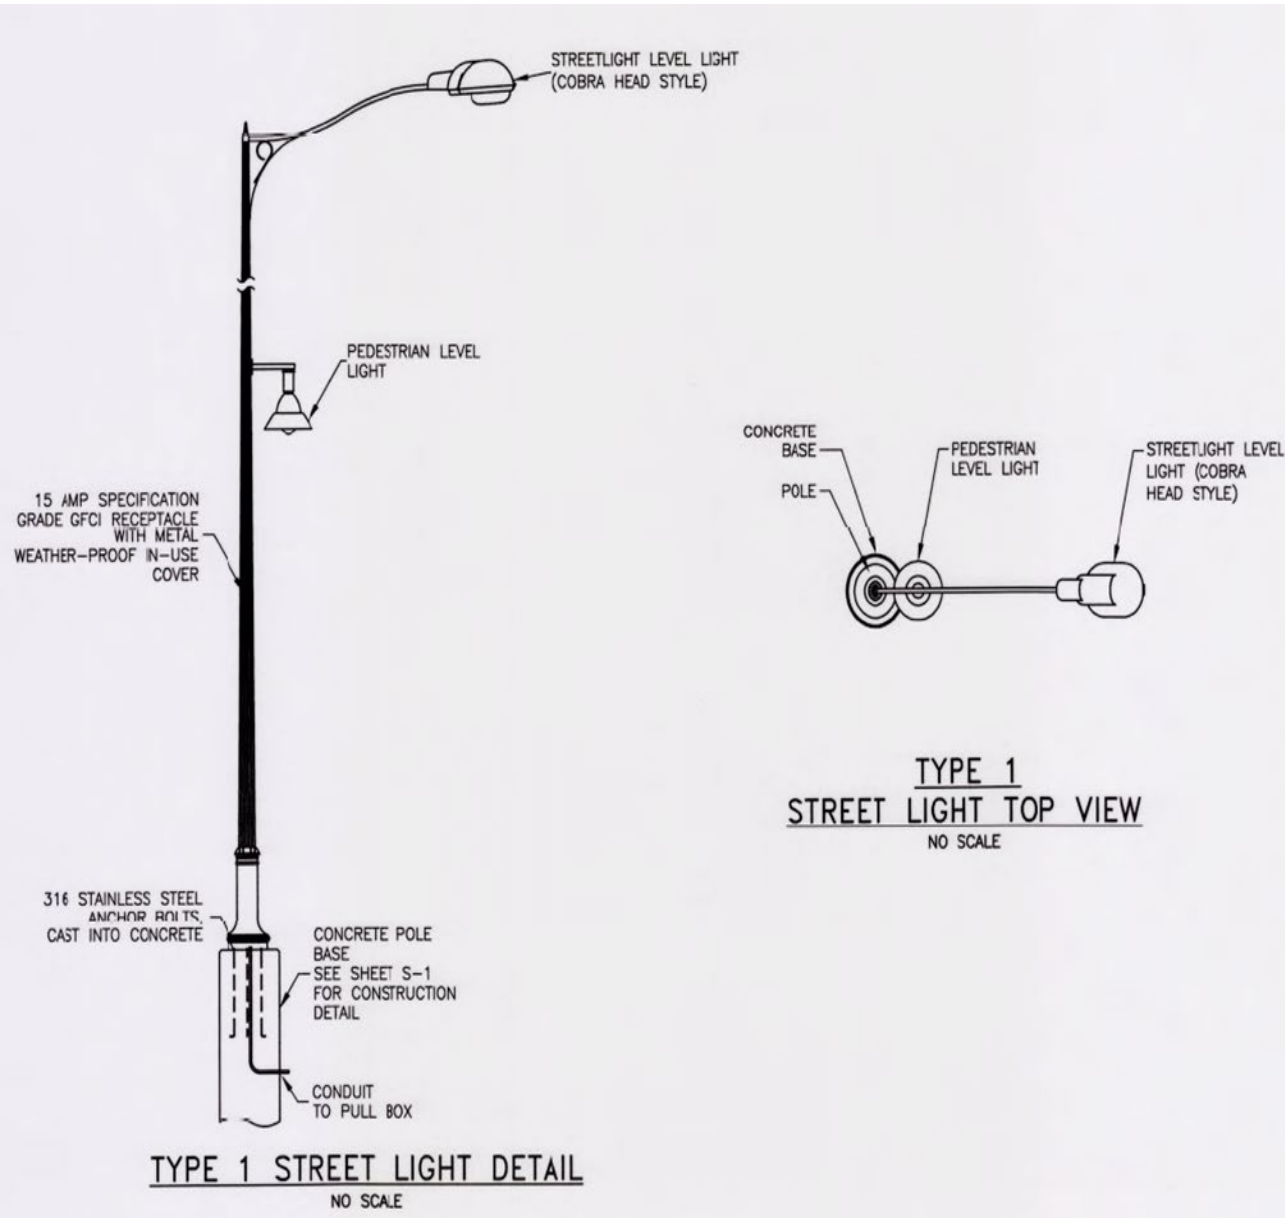 STREETLIGHT LEVEL LIGHT
(COBRA HEAD STYLE)
PEDESTRIAN LEVEL
LIGHT
15 AMP SPECIFICATION
GRADE GFCI RECEPTACLE
WITH METAL
WEATHER-PROOF IN-USE
COVER
316 STAINLESS STEEL
ANCHOR BOLTS,
CAST INTO CONCRETE
CONCRETE POLE
BASE
SEE SHEET S-1
FOR CONSTRUCTION
DETAIL
CONDUIT
TO PULL BOX
TYPE 1 STREET LIGHT DETAIL
NO SCALE
CONCRETE
BASE
POLE
PEDESTRIAN
LEVEL LIGHT
STREETLIGHT LEVEL
LIGHT (COBRA
HEAD STYLE)
TYPE 1
STREET LIGHT TOP VIEW
NO SCALE